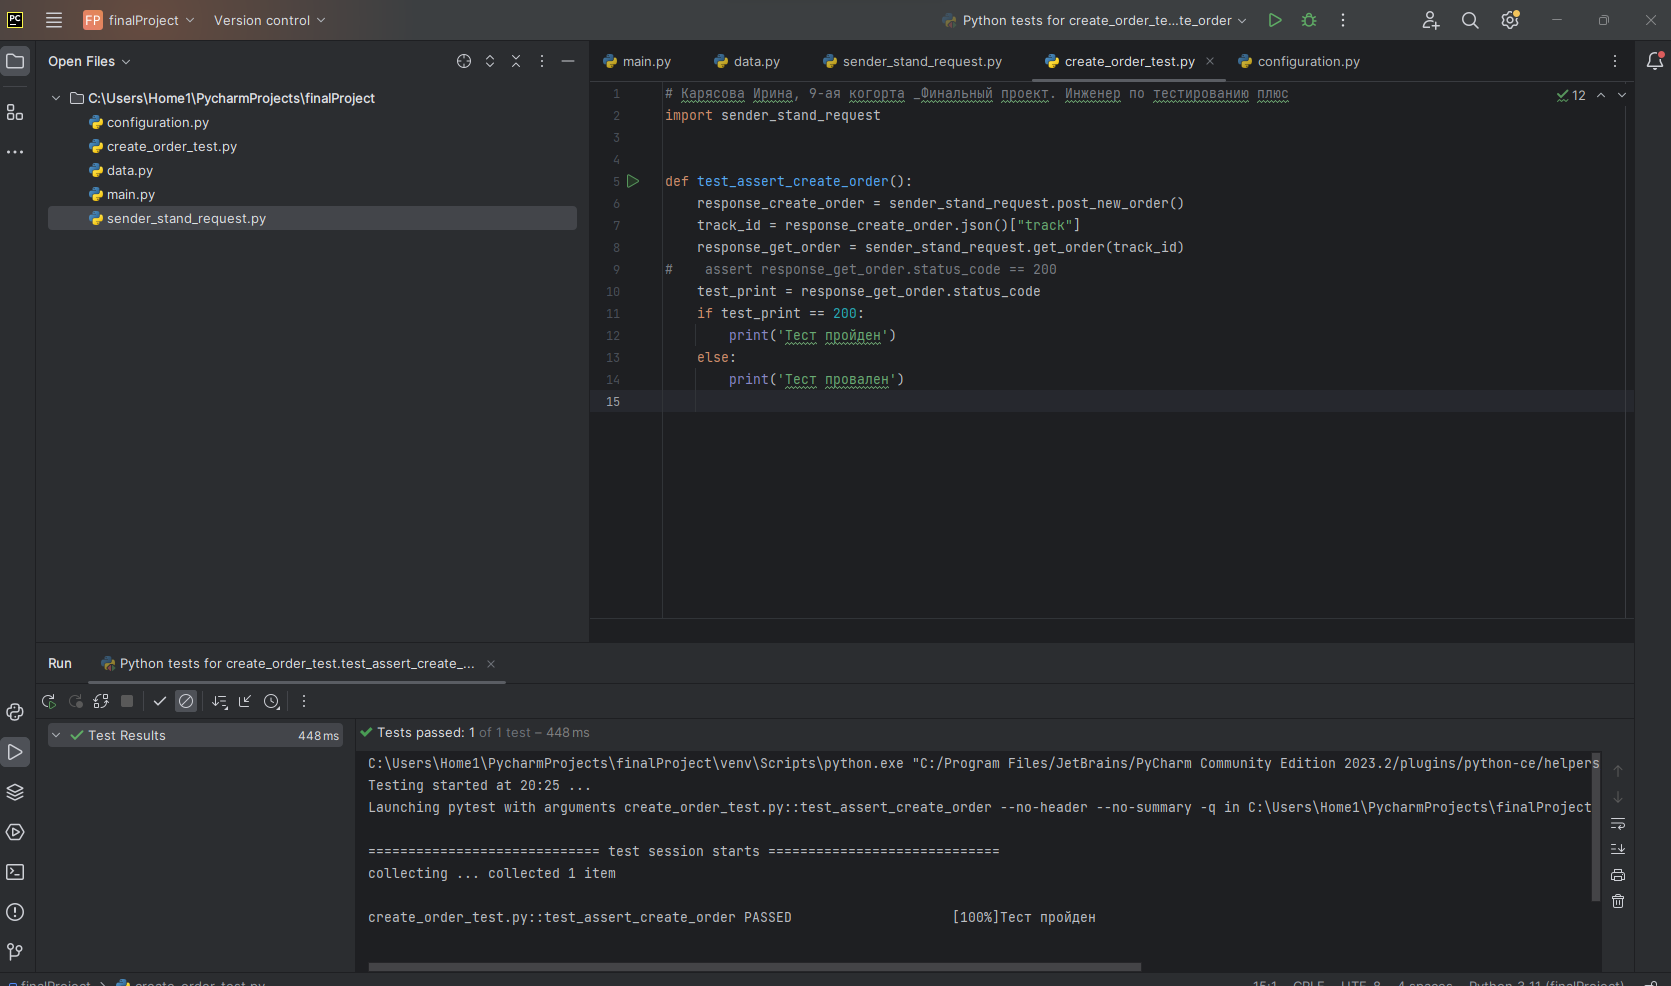 PC
FP finalProject
Version control
Python tests for create_order_te...te_order
Open Files
C:\Users\Home1\PycharmProjects\finalProject
configuration.py
create_order_test.py
data.py
main.py
sender_stand_request.py
main.py
data.py
sender_stand_request.py
create_order_test.py
configuration.py
12
1 # Карясова Ирина, 9-ая когорта _Финальный проект. Инженер по тестированию плюс
2 import sender_stand_request
3
4
5 def test_assert_create_order():
6 response_create_order = sender_stand_request.post_new_order()
7 track_id = response_create_order.json()["track"]
8 response_get_order = sender_stand_request.get_order(track_id)
9 # assert response_get_order.status_code == 200
10 test_print = response_get_order.status_code
11 if test_print == 200:
12 print('Тест пройден')
13 else:
14 print('Тест провален')
15
Run
Python tests for create_order_test.test_assert_create_...
Test Results 448 ms
Tests passed: 1 of 1 test – 448 ms
C:\Users\Home1\PycharmProjects\finalProject\venv\Scripts\python.exe "C:/Program Files/JetBrains/PyCharm Community Edition 2023.2/plugins/python-ce/helpers
Testing started at 20:25 ...
Launching pytest with arguments create_order_test.py::test_assert_create_order --no-header --no-summary -q in C:\Users\Home1\PycharmProjects\finalProject
============================= test session starts =============================
collecting ... collected 1 item
create_order_test.py::test_assert_create_order PASSED [100%]Тест пройден
finalProject
create_order_test.py
15:1 CRLF UTF-8 4 spaces Python 3.11 (finalProject)